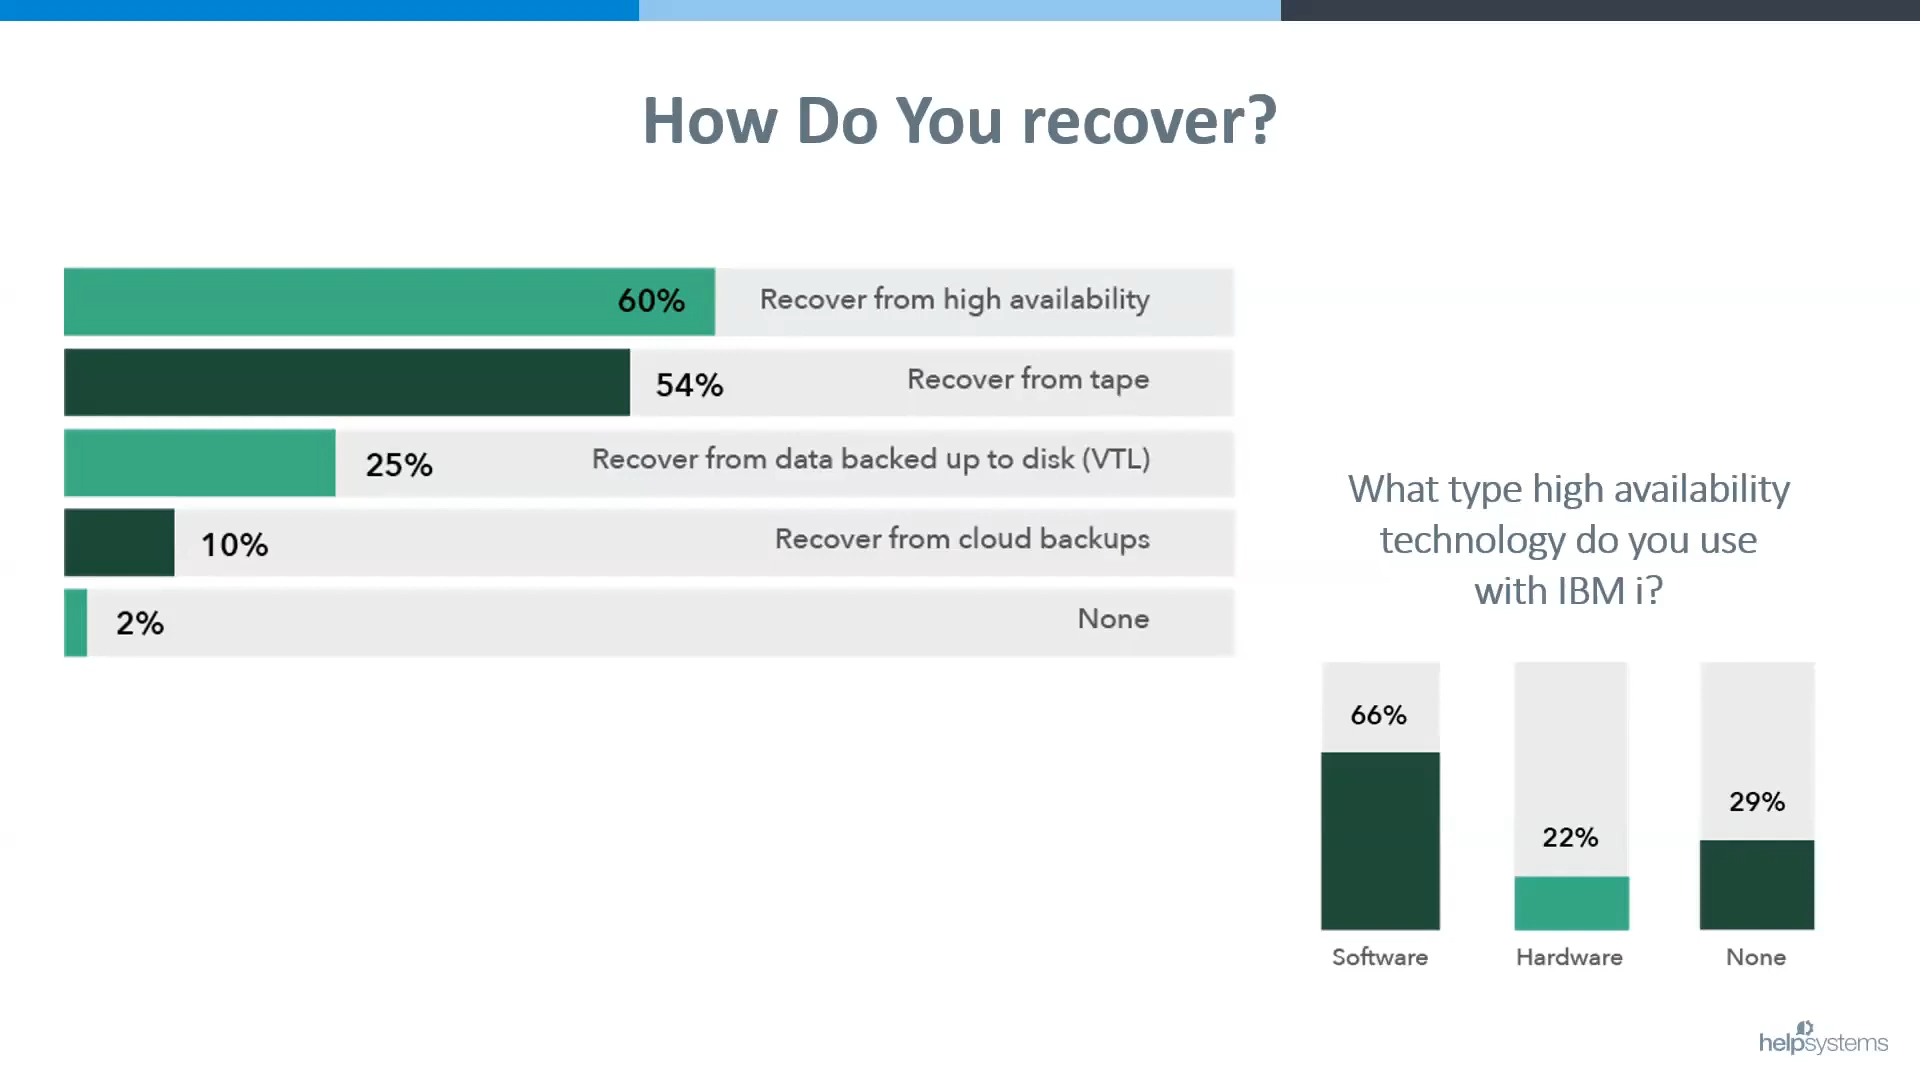 How Do You recover?
60% Recover from high availability
54% Recover from tape
25% Recover from data backed up to disk (VTL)
10% Recover from cloud backups
2% None
What type high availability
technology do you use
with IBM i?
66% 22% 29%
Software Hardware None
helpsystems